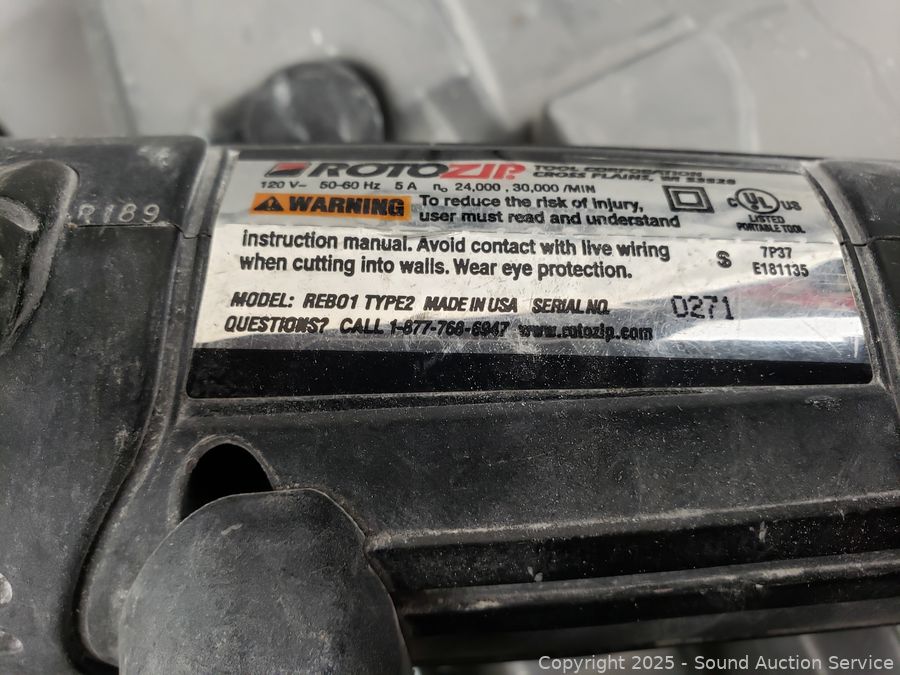 ROTOZIP. TOOL CORPORATION
CROSS PLAINS, WI 53528
120 V~ 50-60 Hz 5 A n₀ 24,000 , 30,000 /MIN
WARNING To reduce the risk of injury,
user must read and understand
instruction manual. Avoid contact with live wiring
when cutting into walls. Wear eye protection.
MODEL: REB01 TYPE2 MADE IN USA SERIAL NO. 0271
QUESTIONS? CALL 1-877-768-6947 www.rotozip.com
C UL US
LISTED
PORTABLE TOOL
S 7P37
E181135
R189
Copyright 2025 - Sound Auction Service